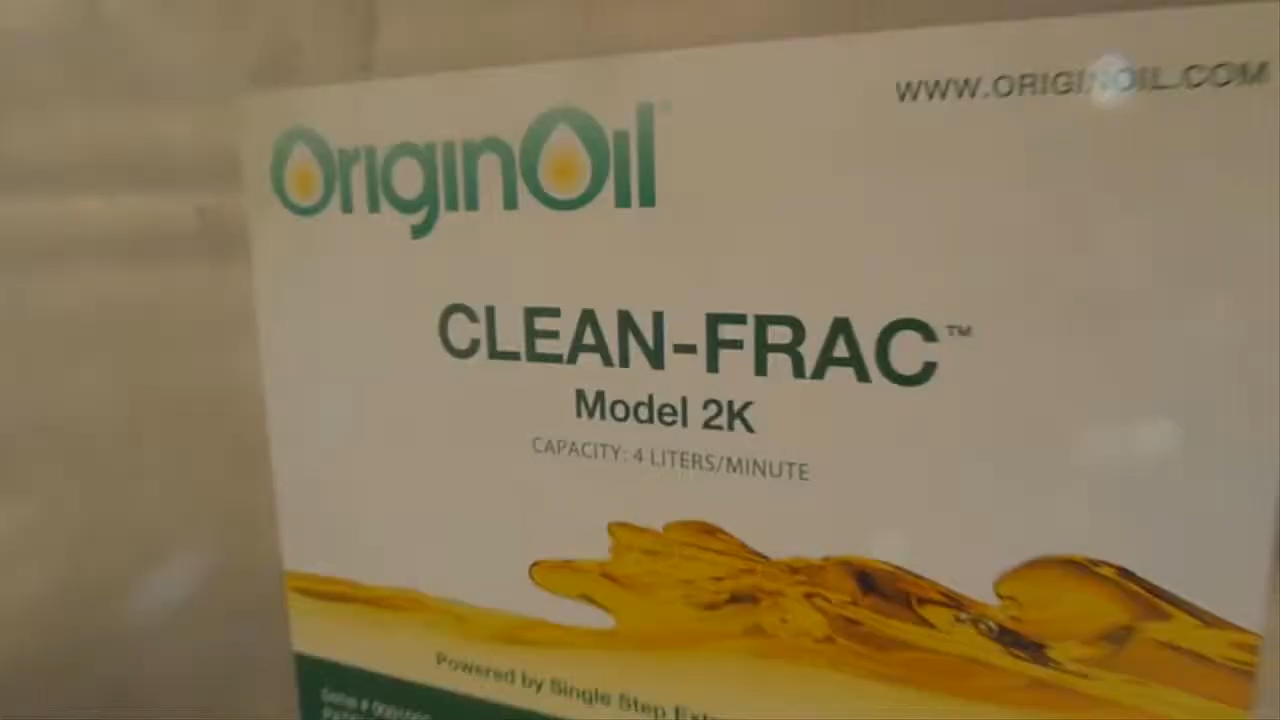 WWW.ORIGINOIL.COM
OriginOil
CLEAN-FRAC™
Model 2K
CAPACITY: 4 LITERS/MINUTE
Powered by Single Step